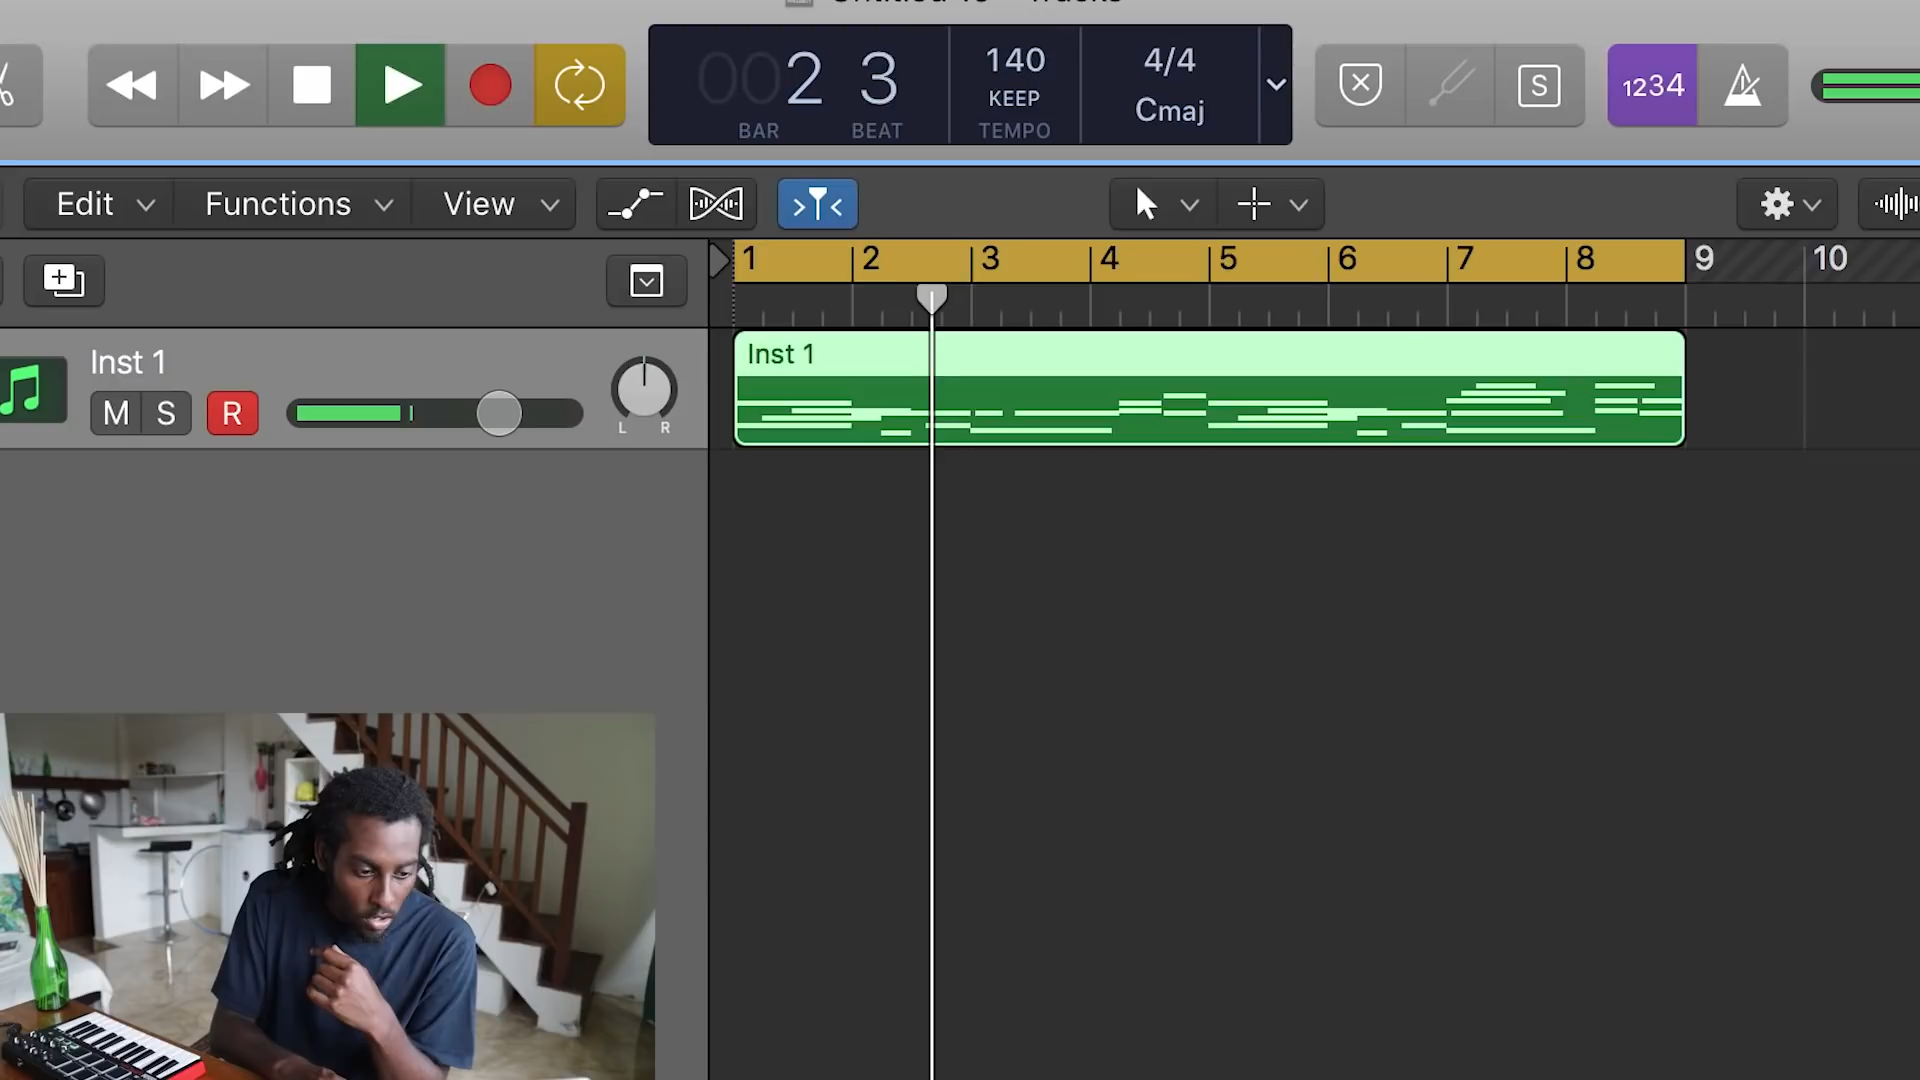 002 3 140 4/4
KEEP Cmaj
BAR BEAT TEMPO
S 1234
Edit Functions View
1 2 3 4 5 6 7 8 9 10
Inst 1
M S R
L R
Inst 1